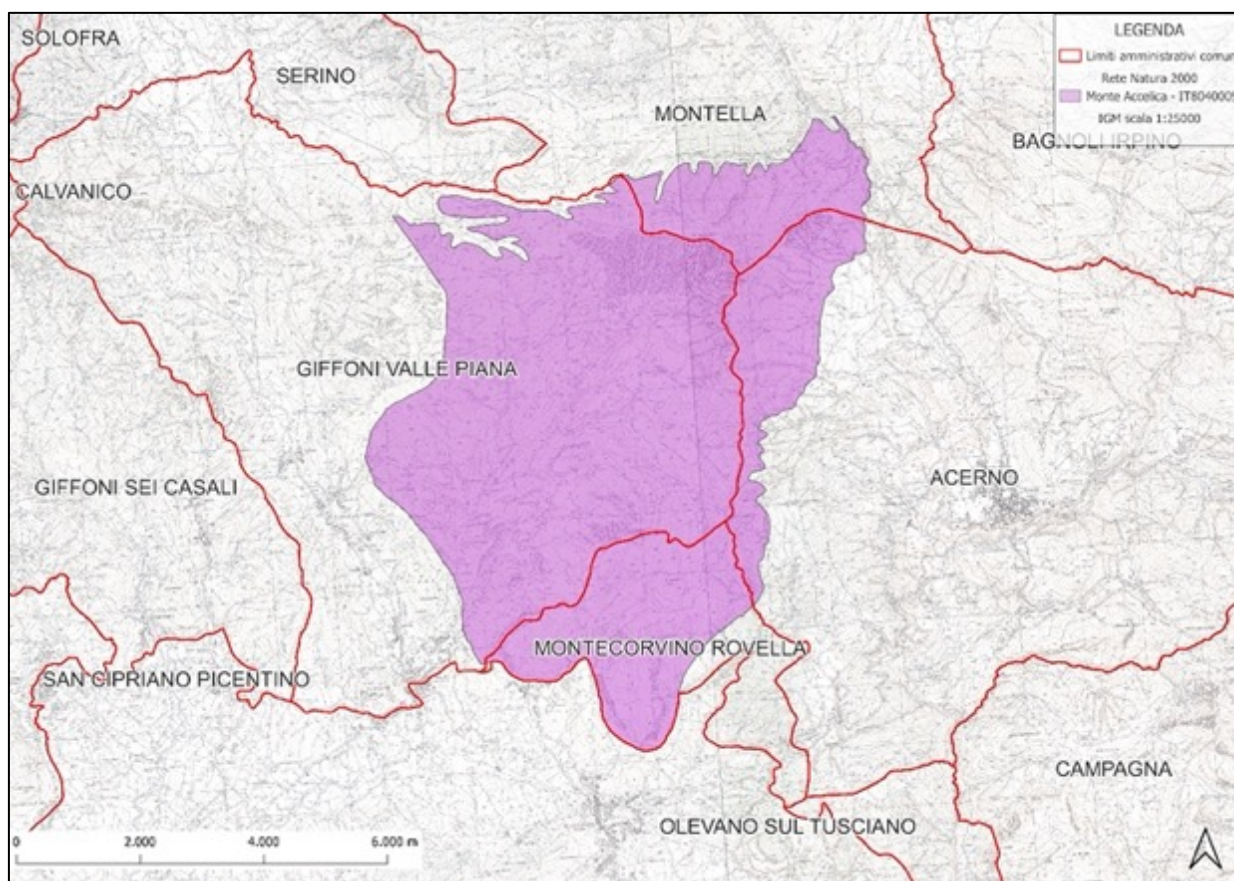 SOLOFRA
SERINO
MONTELLA
LEGENDA
Limiti amministrativi comun
Rete Natura 2000
Monte Accelica - IT8040009
IGM scala 1:25000
BAGNOLI IRPINO
CALVANICO
GIFFONI VALLE PIANA
GIFFONI SEI CASALI
ACERNO
MONTECORVINO ROVELLA
SAN CIPRIANO PICENTINO
CAMPAGNA
OLEVANO SUL TUSCIANO
0 2.000 4.000 6.000 m